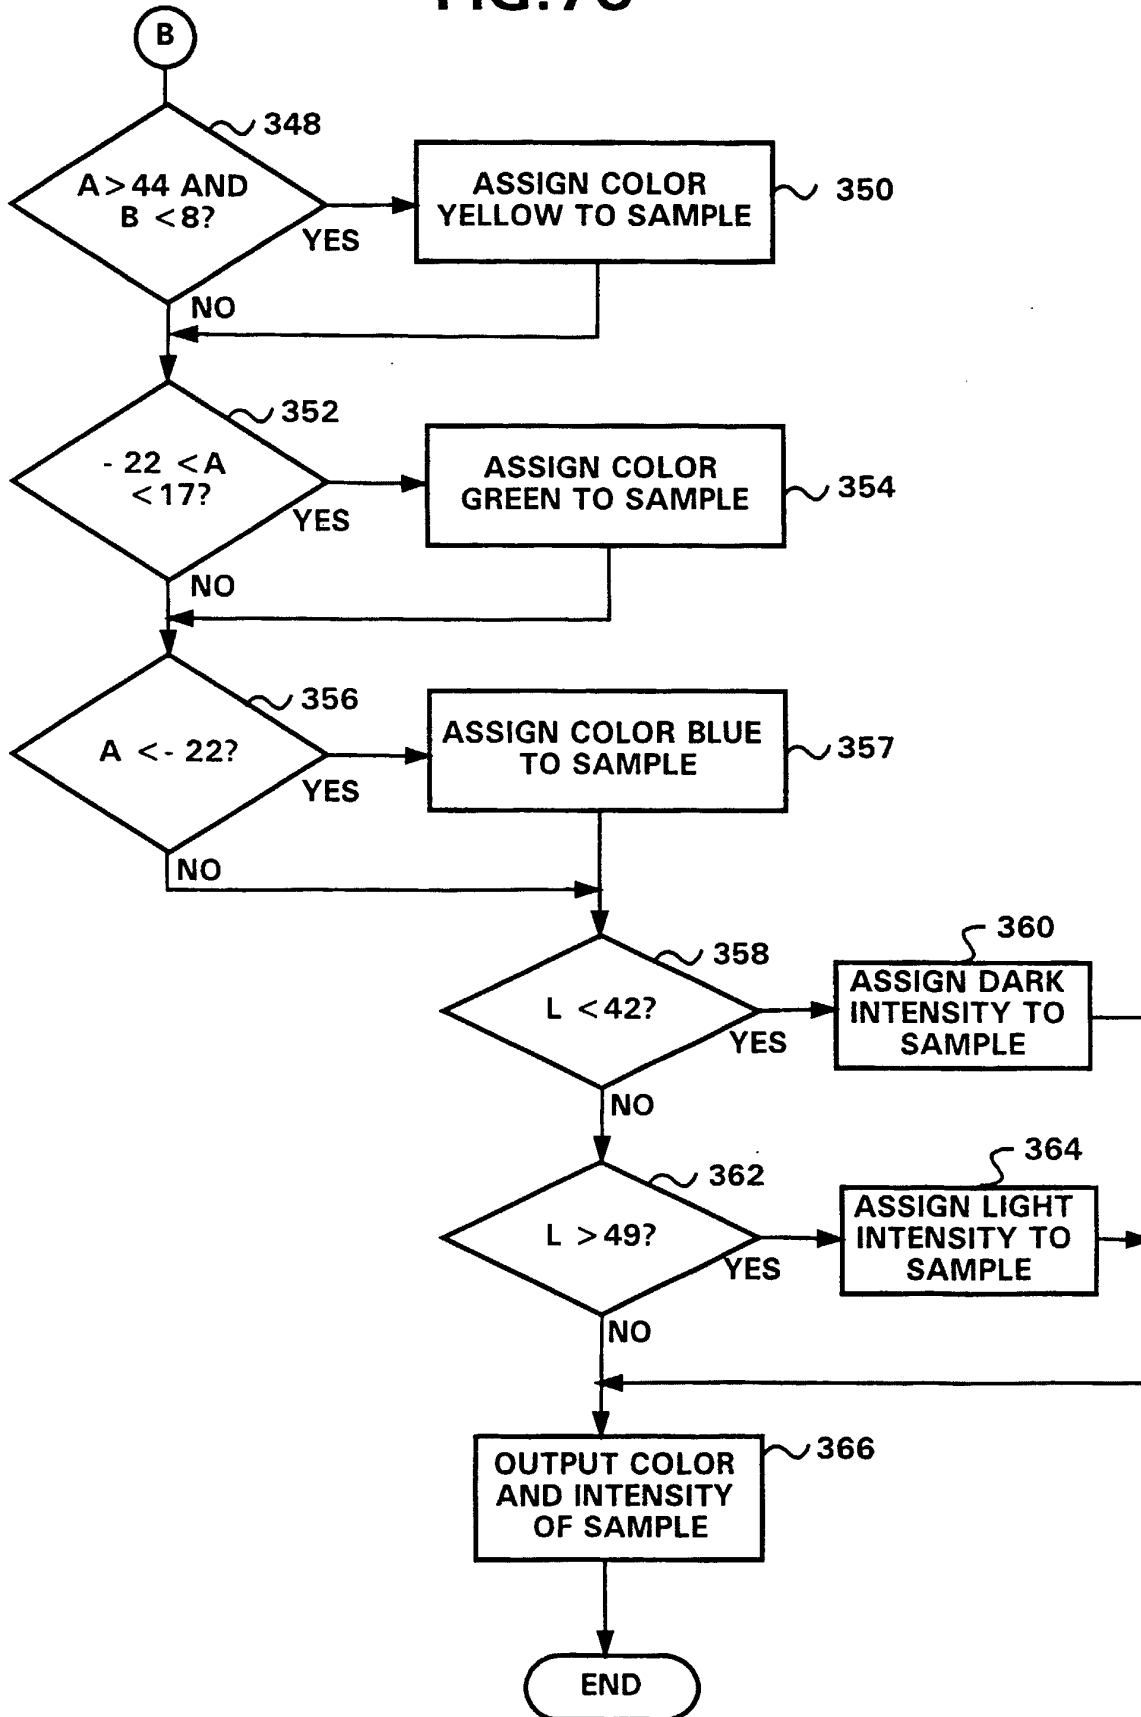 B
348
A>44 AND
B <8?
YES
NO
ASSIGN COLOR
YELLOW TO SAMPLE
350
352
- 22 <A
<17?
YES
NO
ASSIGN COLOR
GREEN TO SAMPLE
354
356
A <- 22?
YES
NO
ASSIGN COLOR BLUE
TO SAMPLE
357
358
L <42?
YES
NO
360
ASSIGN DARK
INTENSITY TO
SAMPLE
362
L >49?
YES
NO
364
ASSIGN LIGHT
INTENSITY TO
SAMPLE
366
OUTPUT COLOR
AND INTENSITY
OF SAMPLE
END